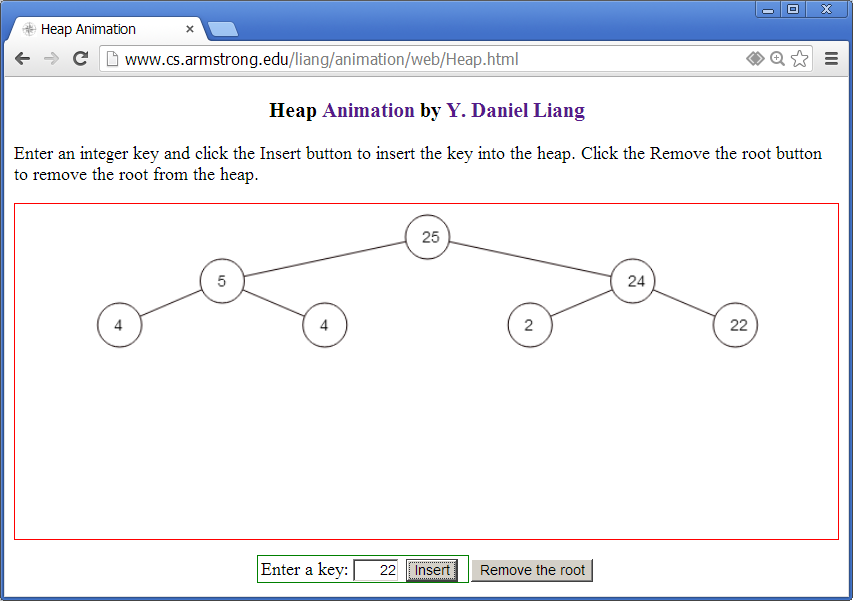 Heap Animation
www.cs.armstrong.edu/liang/animation/web/Heap.html
Heap Animation by Y. Daniel Liang
Enter an integer key and click the Insert button to insert the key into the heap. Click the Remove the root button
to remove the root from the heap.
25
5 24
4 4 2 22
Enter a key: 22 Insert Remove the root